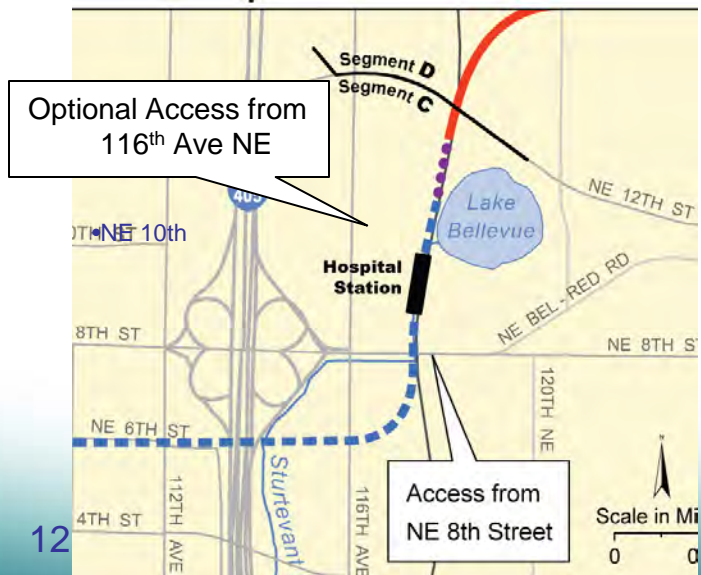 Segment D
Segment C
Optional Access from
116th Ave NE
405
NE 12TH ST
Lake
Bellevue
0TH
•NE 10th
Hospital
Station
NE BEL-RED RD
8TH ST
NE 8TH S
120TH NE
NE 6TH ST
Sturtevant
112TH AVE
116TH AVE
Access from
NE 8th Street
4TH ST
Scale in Mi
0
12